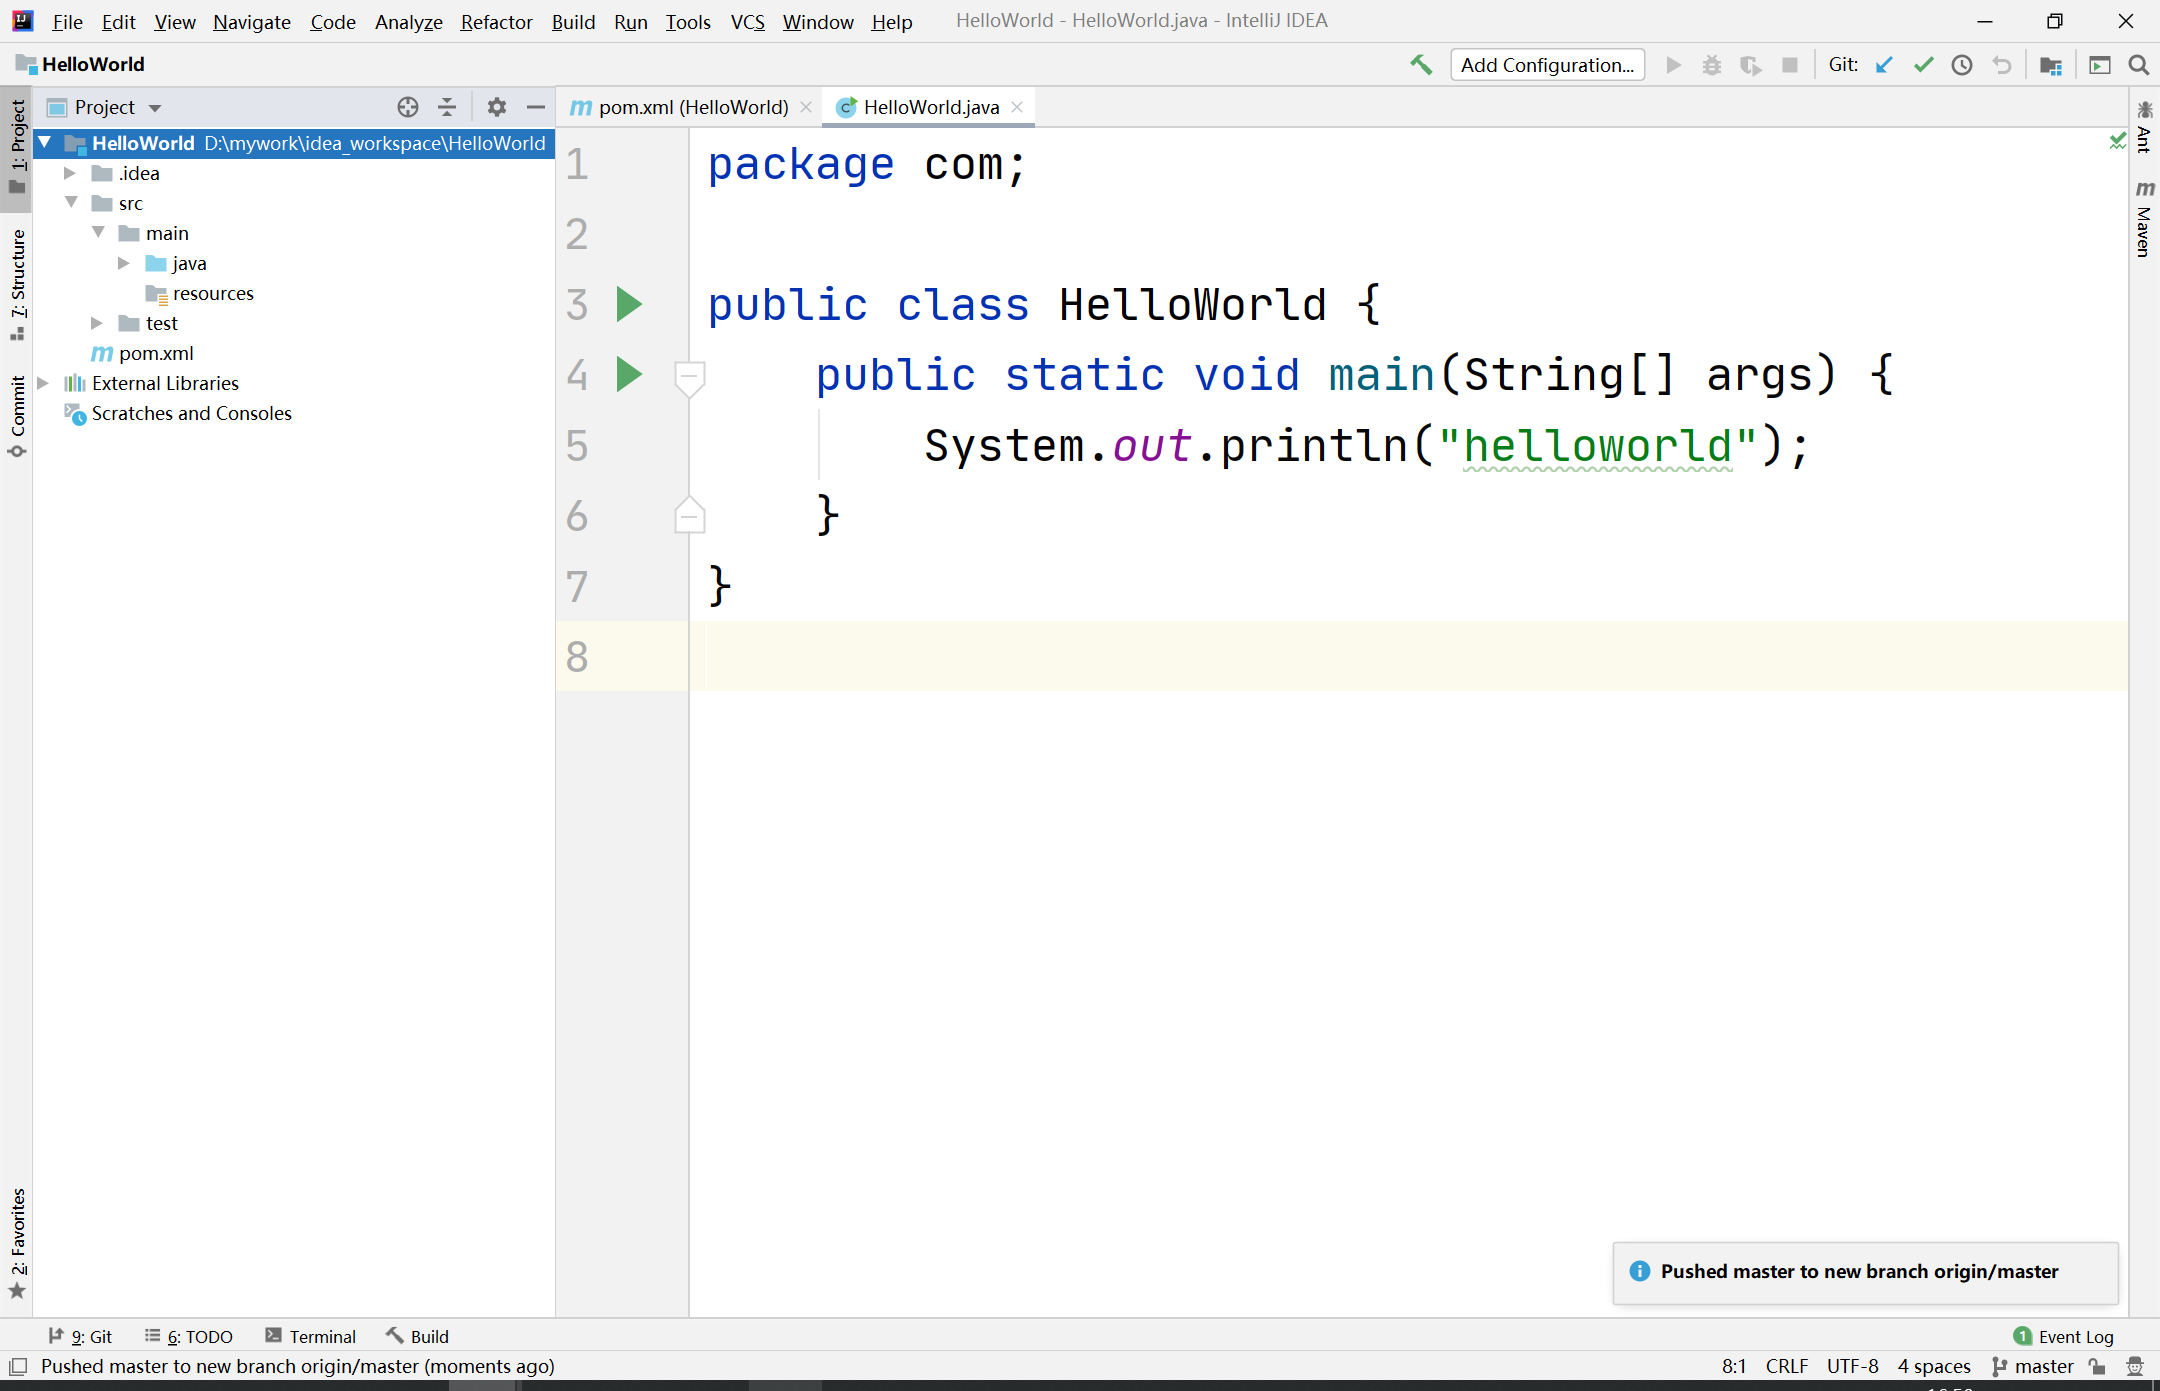 File Edit View Navigate Code Analyze Refactor Build Run Tools VCS Window Help HelloWorld - HelloWorld.java - IntelliJ IDEA
HelloWorld
Add Configuration...
Git:
1: Project
7: Structure
Commit
2: Favorites
Project
HelloWorld D:\mywork\idea_workspace\HelloWorld
.idea
src
main
java
resources
test
pom.xml
External Libraries
Scratches and Consoles
pom.xml (HelloWorld)
HelloWorld.java
1 package com;
2
3 public class HelloWorld {
4 public static void main(String[] args) {
5 System.out.println("helloworld");
6 }
7 }
8
Ant
Maven
Pushed master to new branch origin/master
9: Git 6: TODO Terminal Build
1 Event Log
Pushed master to new branch origin/master (moments ago)
8:1 CRLF UTF-8 4 spaces master